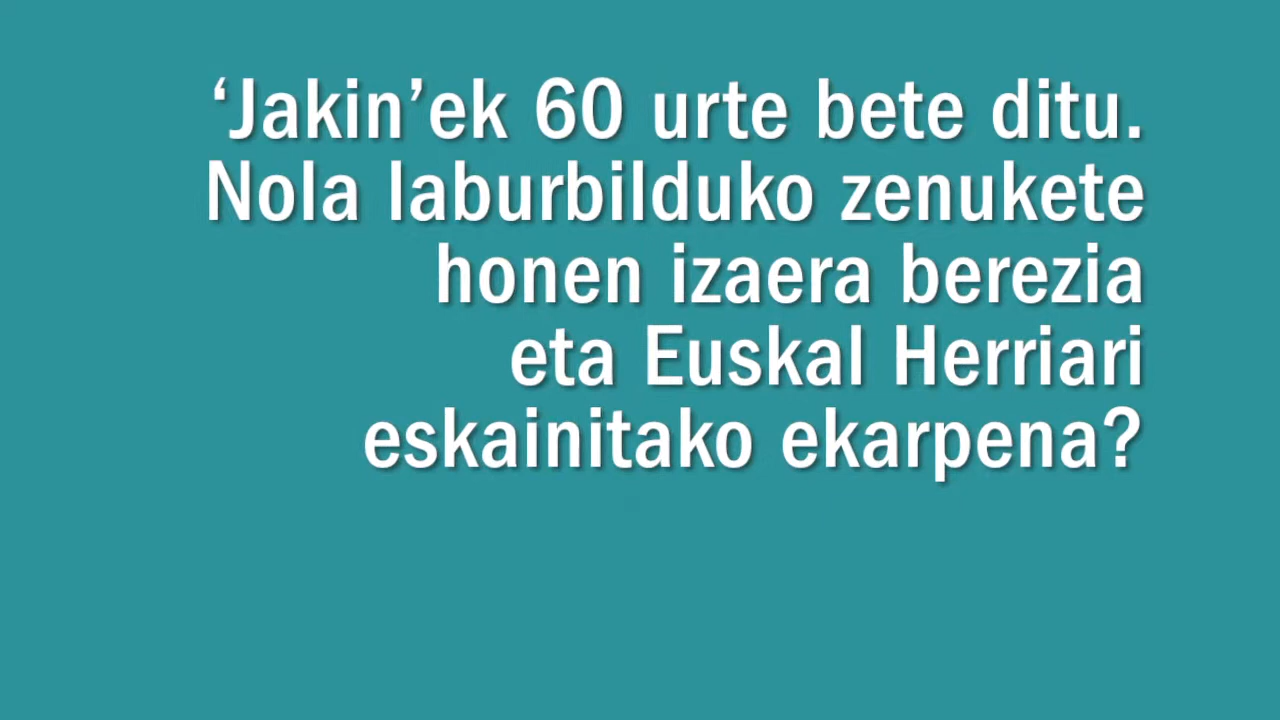 ‘Jakin’ek 60 urte bete ditu.
Nola laburbilduko zenukete
honen izaera berezia
eta Euskal Herriari
eskainitako ekarpena?